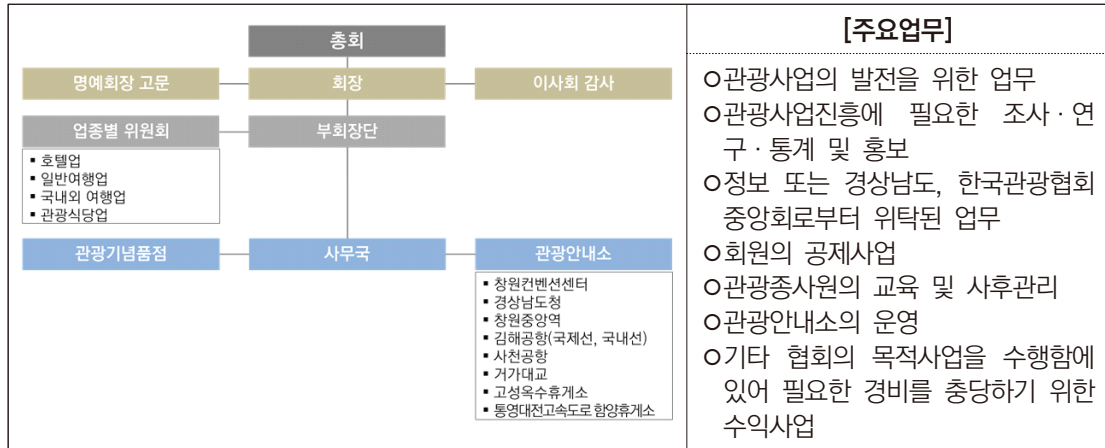 총회
명예회장 고문
회장
이사회 감사
업종별 위원회
부회장단
▪ 호텔업
▪ 일반여행업
▪ 국내외 여행업
▪ 관광식당업
관광기념품점
사무국
관광안내소
▪ 창원컨벤션센터
▪ 경상남도청
▪ 창원중앙역
▪ 김해공항(국제선, 국내선)
▪ 사천공항
▪ 거가대교
▪ 고성옥수휴게소
▪ 통영대전고속도로 함양휴게소
[주요업무]
ㅇ관광사업의 발전을 위한 업무
ㅇ관광사업진흥에 필요한 조사·연
구·통계 및 홍보
ㅇ정보 또는 경상남도, 한국관광협회
중앙회로부터 위탁된 업무
ㅇ회원의 공제사업
ㅇ관광종사원의 교육 및 사후관리
ㅇ관광안내소의 운영
ㅇ기타 협회의 목적사업을 수행함에
있어 필요한 경비를 충당하기 위한
수익사업